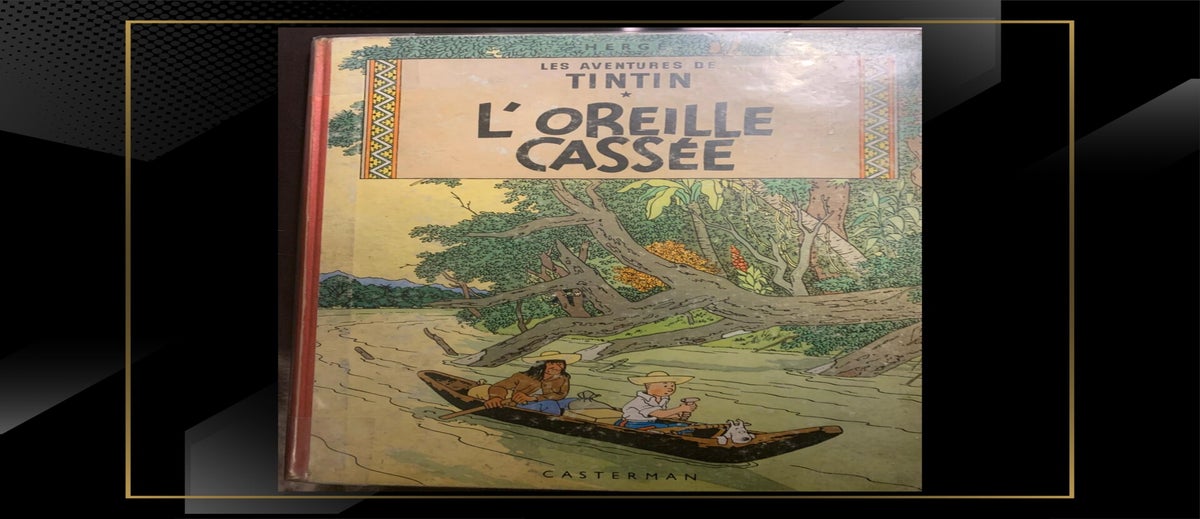 HERGÉ
LES AVENTURES DE
TINTIN
L'OREILLE
CASSÉE
CASTERMAN